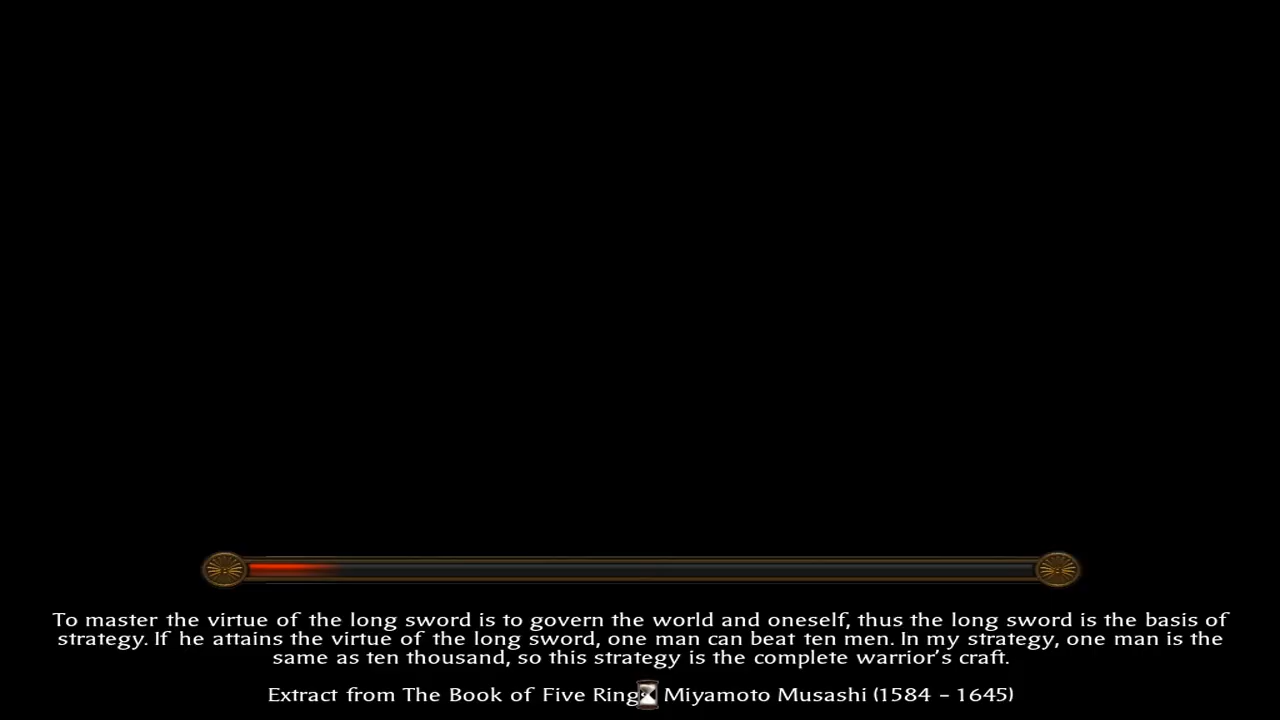 To master the virtue of the long sword is to govern the world and oneself, thus the long sword is the basis of
strategy. If he attains the virtue of the long sword, one man can beat ten men. In my strategy, one man is the
same as ten thousand, so this strategy is the complete warrior's craft.
Extract from The Book of Five Rings Miyamoto Musashi (1584 – 1645)